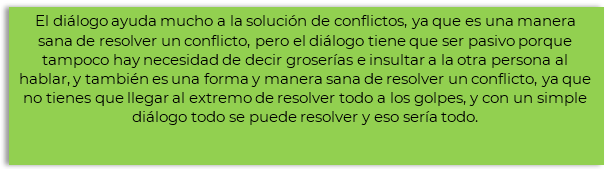 El diálogo ayuda mucho a la solución de conflictos, ya que es una manera
sana de resolver un conflicto, pero el diálogo tiene que ser pasivo porque
tampoco hay necesidad de decir groserías e insultar a la otra persona al
hablar, y también es una forma y manera sana de resolver un conflicto, ya que
no tienes que llegar al extremo de resolver todo a los golpes, y con un simple
diálogo todo se puede resolver y eso sería todo.